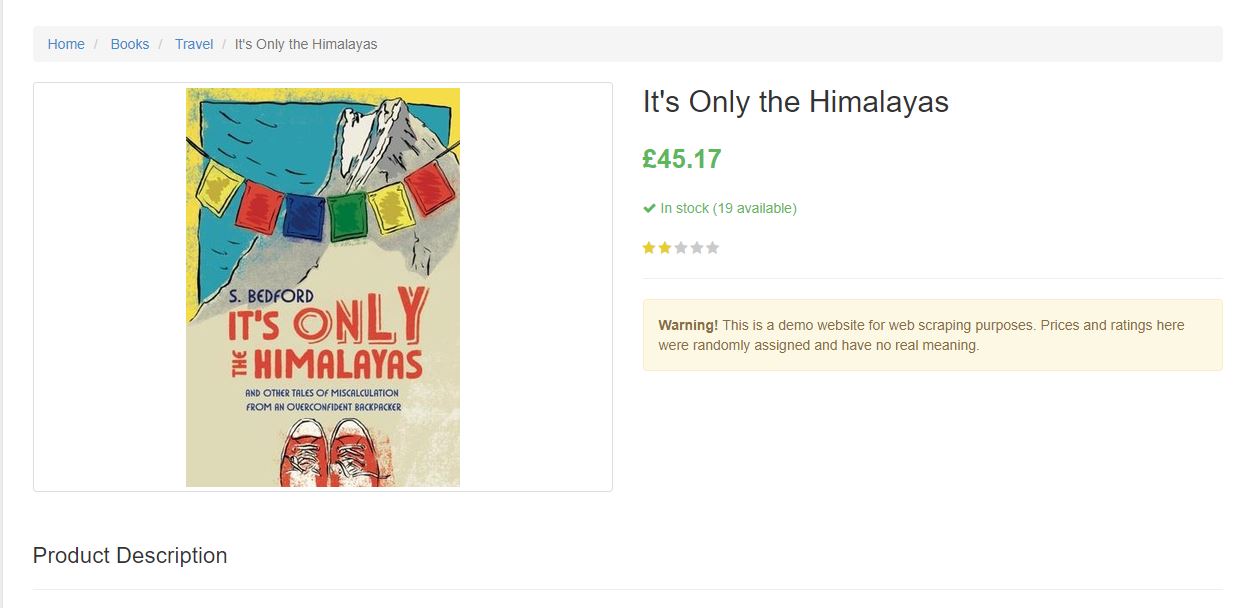 Home / Books / Travel / It's Only the Himalayas
It's Only the Himalayas
£45.17
In stock (19 available)
Warning! This is a demo website for web scraping purposes. Prices and ratings here
were randomly assigned and have no real meaning.
S. BEDFORD
IT'S ONLY
THE HIMALAYAS
AND OTHER TALES OF MISCALCULATION
FROM AN OVERCONFIDENT BACKPACKER
Product Description